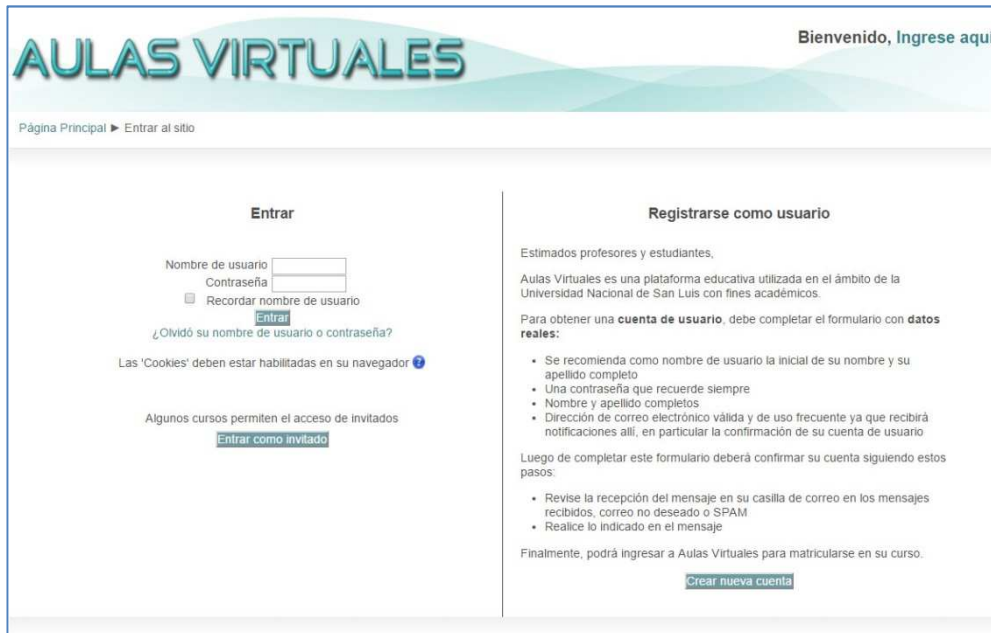 AULAS VIRTUALES
Bienvenido, Ingrese aquí
Página Principal ► Entrar al sitio
Entrar
Nombre de usuario
Contraseña
Recordar nombre de usuario
Entrar
¿Olvidó su nombre de usuario o contraseña?
Las 'Cookies' deben estar habilitadas en su navegador ?
Algunos cursos permiten el acceso de invitados
Entrar como invitado
Registrarse como usuario
Estimados profesores y estudiantes,
Aulas Virtuales es una plataforma educativa utilizada en el ámbito de la
Universidad Nacional de San Luis con fines académicos.
Para obtener una cuenta de usuario, debe completar el formulario con datos
reales:
• Se recomienda como nombre de usuario la inicial de su nombre y su
apellido completo
• Una contraseña que recuerde siempre
• Nombre y apellido completos
• Dirección de correo electrónico válida y de uso frecuente ya que recibirá
notificaciones allí, en particular la confirmación de su cuenta de usuario
Luego de completar este formulario deberá confirmar su cuenta siguiendo estos
pasos:
• Revise la recepción del mensaje en su casilla de correo en los mensajes
recibidos, correo no deseado o SPAM
• Realice lo indicado en el mensaje
Finalmente, podrá ingresar a Aulas Virtuales para matricularse en su curso.
Crear nueva cuenta